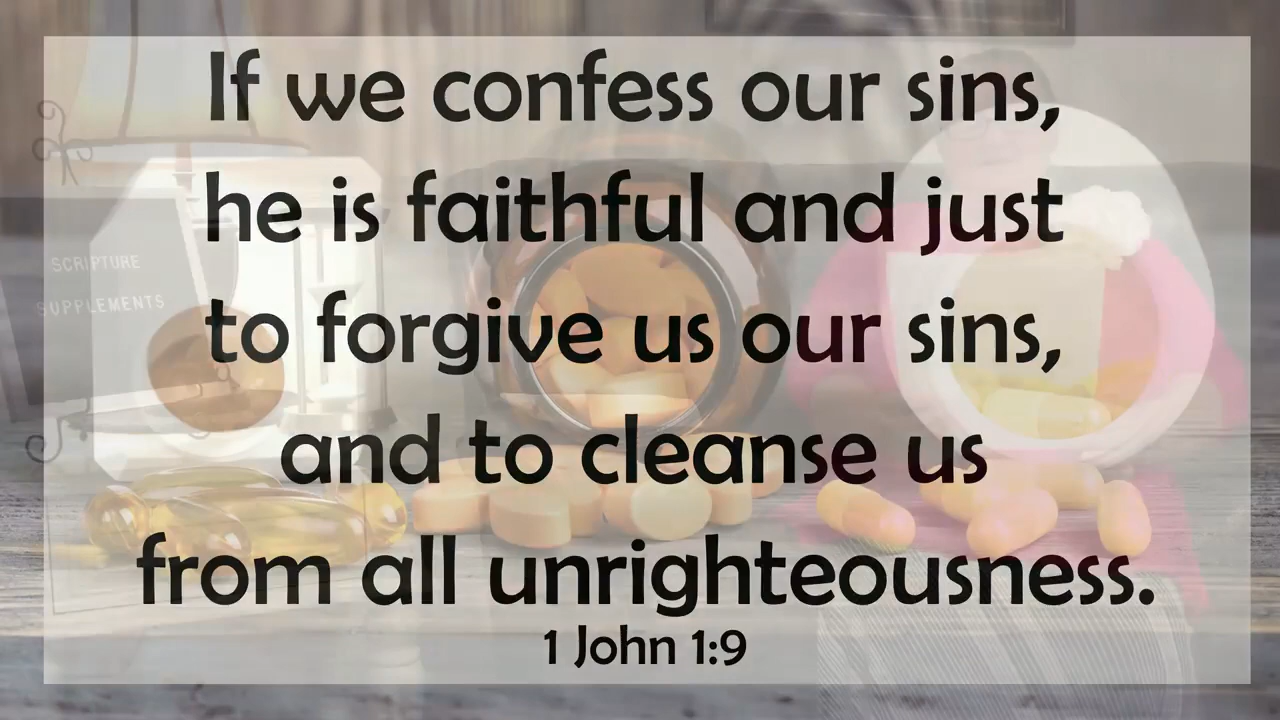 If we confess our sins,
he is faithful and just
to forgive us our sins,
and to cleanse us
from all unrighteousness.
1 John 1:9
SCRIPTURE
SUPPLEMENTS